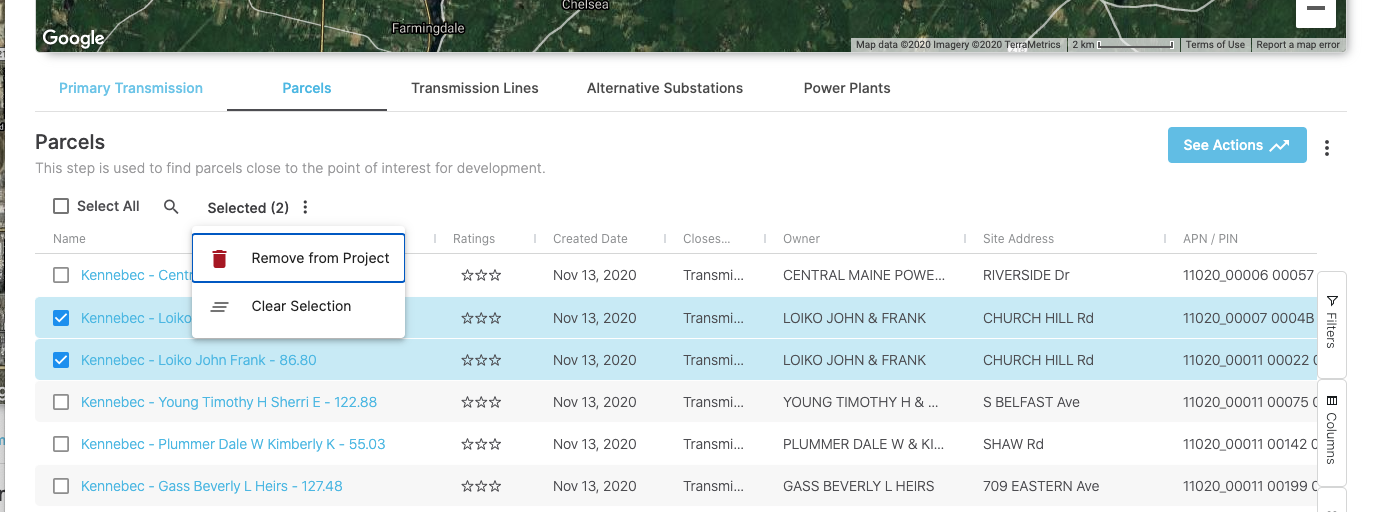 Chelsea
Farmingdale
Google
Map data ©2020 Imagery ©2020 TerraMetrics 2 km Terms of Use Report a map error
Primary Transmission Parcels Transmission Lines Alternative Substations Power Plants
Parcels
See Actions
This step is used to find parcels close to the point of interest for development.
Select All Selected (2)
Name Ratings Created Date Closes... Owner Site Address APN / PIN
Remove from Project
Clear Selection
Kennebec - Centr Nov 13, 2020 Transmi... CENTRAL MAINE POWE... RIVERSIDE Dr 11020_00006 00057
Kennebec - Loiko Nov 13, 2020 Transmi... LOIKO JOHN & FRANK CHURCH HILL Rd 11020_00007 0004B
Kennebec - Loiko John Frank - 86.80 Nov 13, 2020 Transmi... LOIKO JOHN & FRANK CHURCH HILL Rd 11020_00011 00022 0
Kennebec - Young Timothy H Sherri E - 122.88 Nov 13, 2020 Transmi... YOUNG TIMOTHY H & ... S BELFAST Ave 11020_00011 00075 0
Kennebec - Plummer Dale W Kimberly K - 55.03 Nov 13, 2020 Transmi... PLUMMER DALE W & KI... SHAW Rd 11020_00011 00142 0
Kennebec - Gass Beverly L Heirs - 127.48 Nov 13, 2020 Transmi... GASS BEVERLY L HEIRS 709 EASTERN Ave 11020_00011 00199 0
Filters
Columns